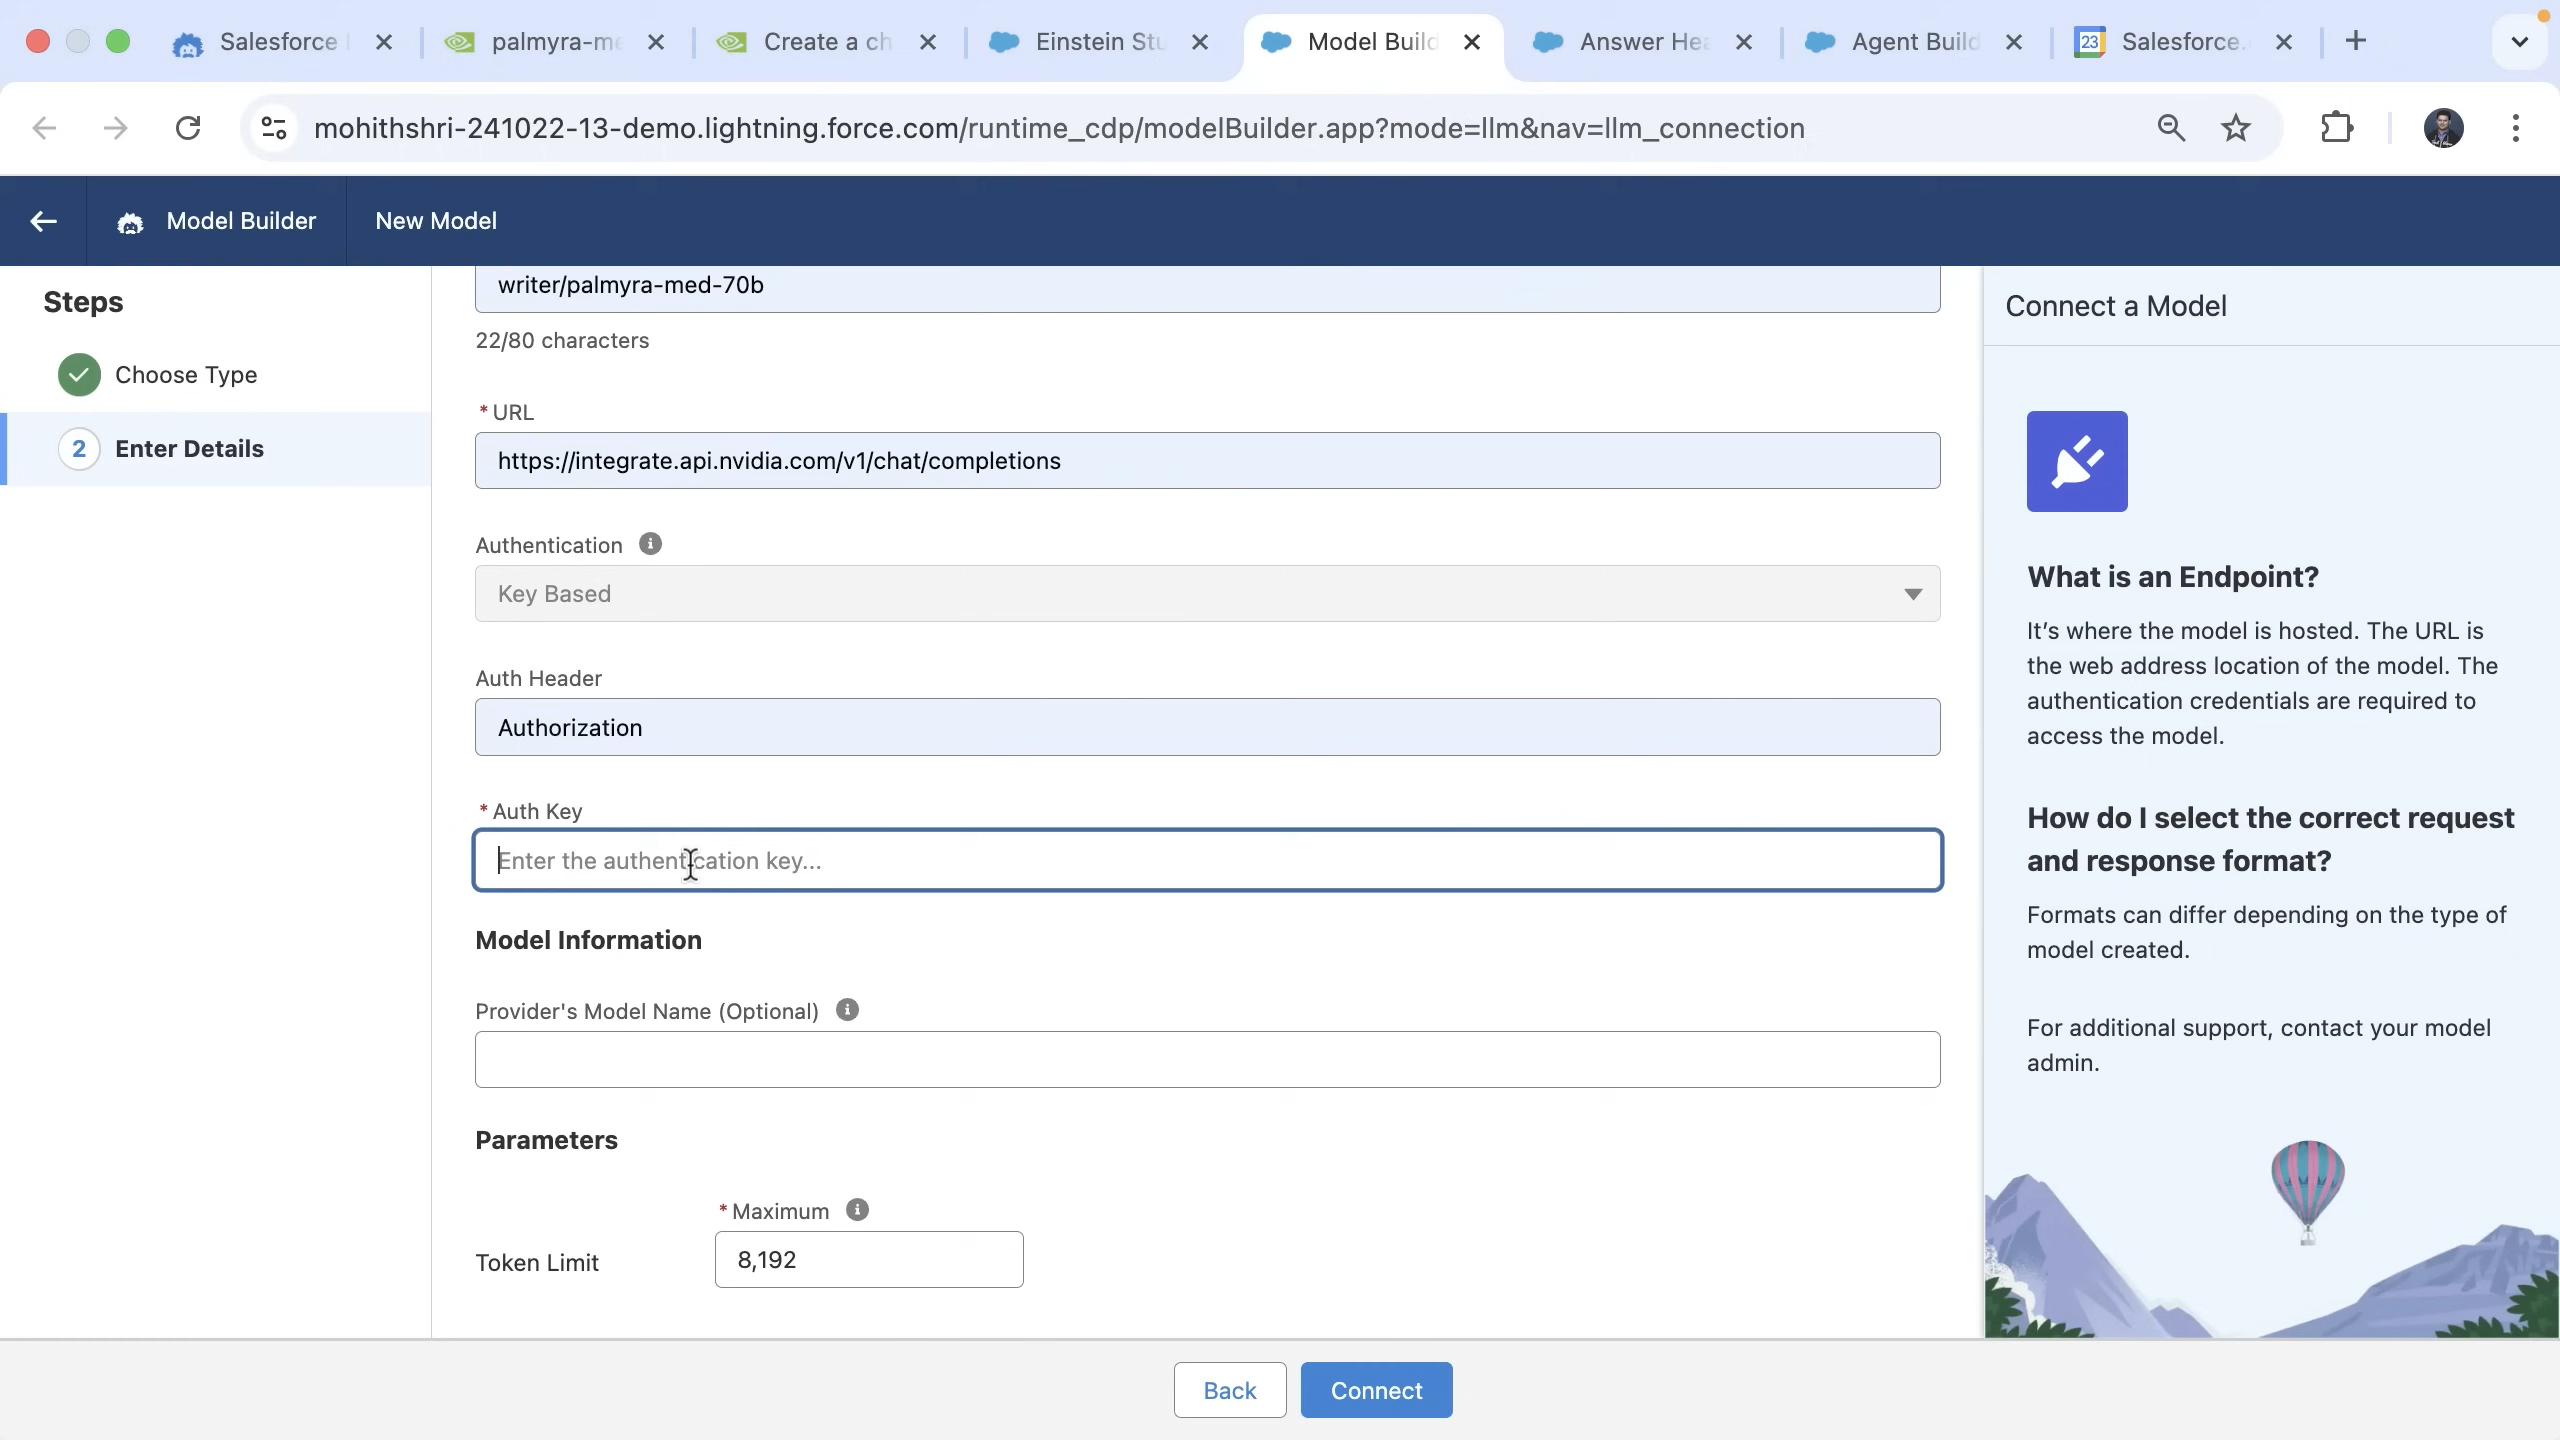 Salesforce
palmyra-me
Create a ch
Einstein Stu
Model Build
Answer Hea
Agent Build
23
Salesforce.
mohithshri-241022-13-demo.lightning.force.com/runtime_cdp/modelBuilder.app?mode=llm&nav=llm_connection
Model Builder
New Model
Steps
Choose Type
2
Enter Details
writer/palmyra-med-70b
22/80 characters
* URL
https://integrate.api.nvidia.com/v1/chat/completions
Authentication
Key Based
Auth Header
Authorization
* Auth Key
Enter the authentication key...
Model Information
Provider's Model Name (Optional)
Parameters
* Maximum
Token Limit
8,192
Back
Connect
Connect a Model
What is an Endpoint?
It's where the model is hosted. The URL is
the web address location of the model. The
authentication credentials are required to
access the model.
How do I select the correct request
and response format?
Formats can differ depending on the type of
model created.
For additional support, contact your model
admin.